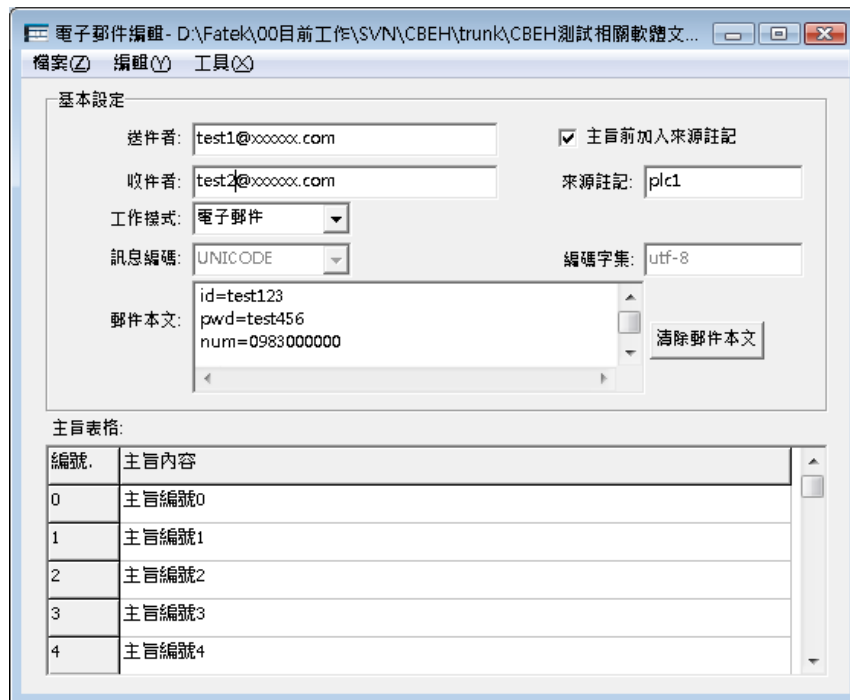 電子郵件編輯- D:\Fatek\00目前工作\SVN\CBEH\trunk\CBEH測試相關軟體文...
檔案(Z) 編輯(Y) 工具(X)
基本設定
送件者: test1@xxxxxx.com 主旨前加入來源註記
收件者: test2@xxxxxx.com 來源註記: plc1
工作模式: 電子郵件
訊息編碼: UNICODE 編碼字集: utf-8
郵件本文: id=test123
pwd=test456
num=0983000000
清除郵件本文
主旨表格:
編號. 主旨內容
0 主旨編號0
1 主旨編號1
2 主旨編號2
3 主旨編號3
4 主旨編號4